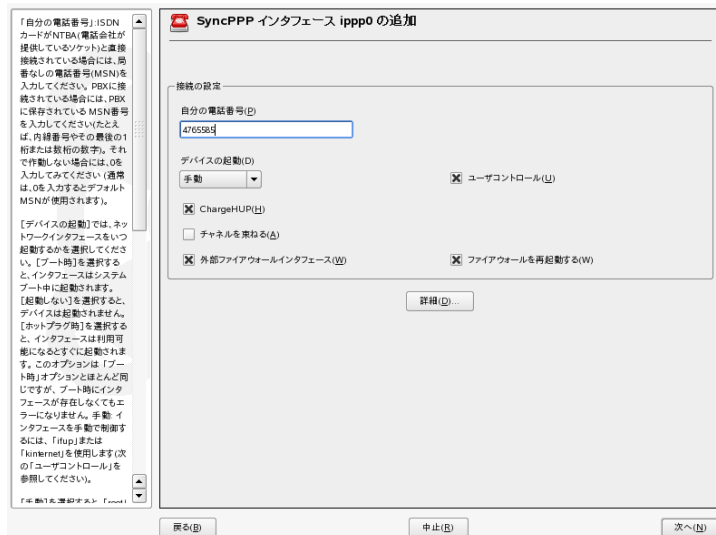 「自分の電話番号」:ISDN
カードがNTBA(電話会社が
提供しているソケット)と直接
接続されている場合には、局
番なしの電話番号(MSN)を
入力してください。PBXに接
続されている場合には、PBX
に保存されている MSN番号
を入力してください(たとえ
ば、内線番号やその最後の1
桁または数桁の数字)。それ
で作動しない場合には、0を
入力してみてください (通常
は、0を入力するとデフォルト
MSNが使用されます)。
[デバイスの起動]では、ネッ
トワークインタフェースをいつ
起動するかを選択してくださ
い。[ブート時]を選択する
と、インタフェースはシステム
ブート中に起動されます。
[起動しない]を選択すると、
デバイスは起動されません。
[ホットプラグ時]を選択する
と、インタフェースは利用可
能になるとすぐに起動されま
す。このオプションは「ブー
ト時」オプションとほとんど同
じですが、ブート時にインタ
フェースが存在しなくてもエ
ラーになりません。手動: イ
ンタフェースを手動で制御す
るには、「ifup」または
「kinternet」を使用します(次
の「ユーザコントロール」を
参照してください)。
[手動]を選択すると、「root」
SyncPPP インタフェース ippp0 の追加
接続の設定
自分の電話番号(P)
4765585
デバイスの起動(D)
手動
ユーザコントロール(U)
ChargeHUP(H)
チャネルを束ねる(A)
外部ファイアウォールインタフェース(W)
ファイアウォールを再起動する(W)
詳細(D)...
戻る(B)
中止(R)
次へ(N)